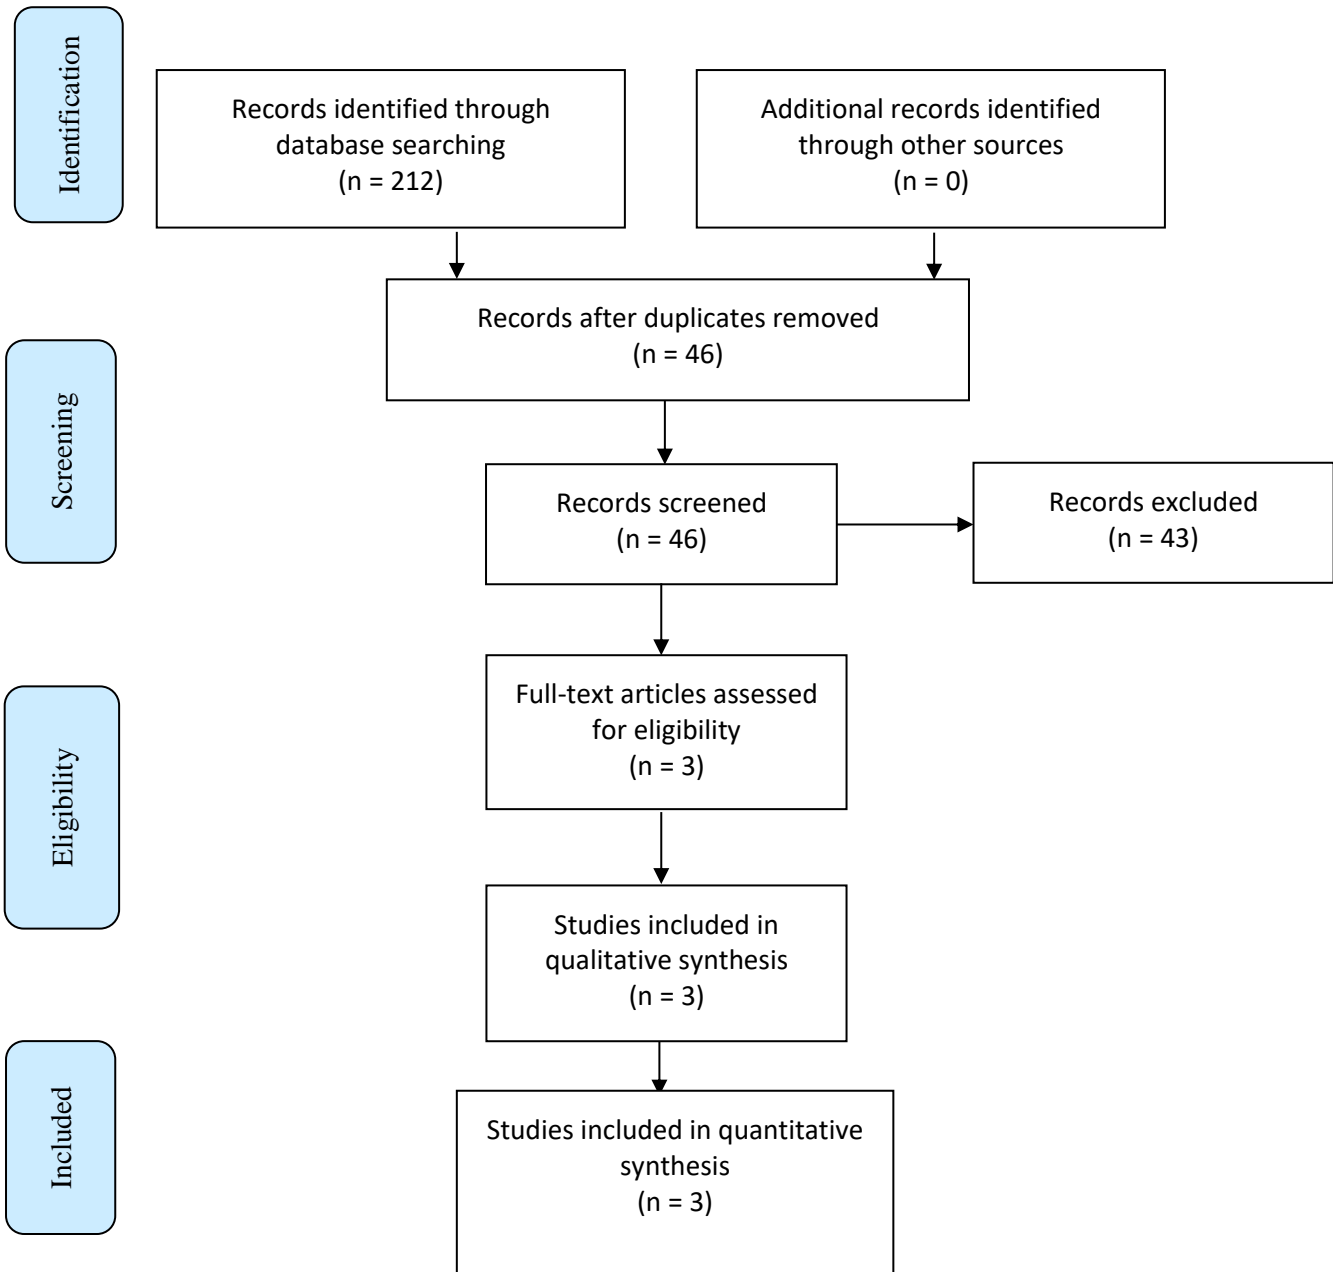 Identification
Records identified through
database searching
(n = 212)
Additional records identified
through other sources
(n = 0)
Records after duplicates removed
(n = 46)
Screening
Records screened
(n = 46)
Records excluded
(n = 43)
Eligibility
Full-text articles assessed
for eligibility
(n = 3)
Studies included in
qualitative synthesis
(n = 3)
Included
Studies included in quantitative
synthesis
(n = 3)